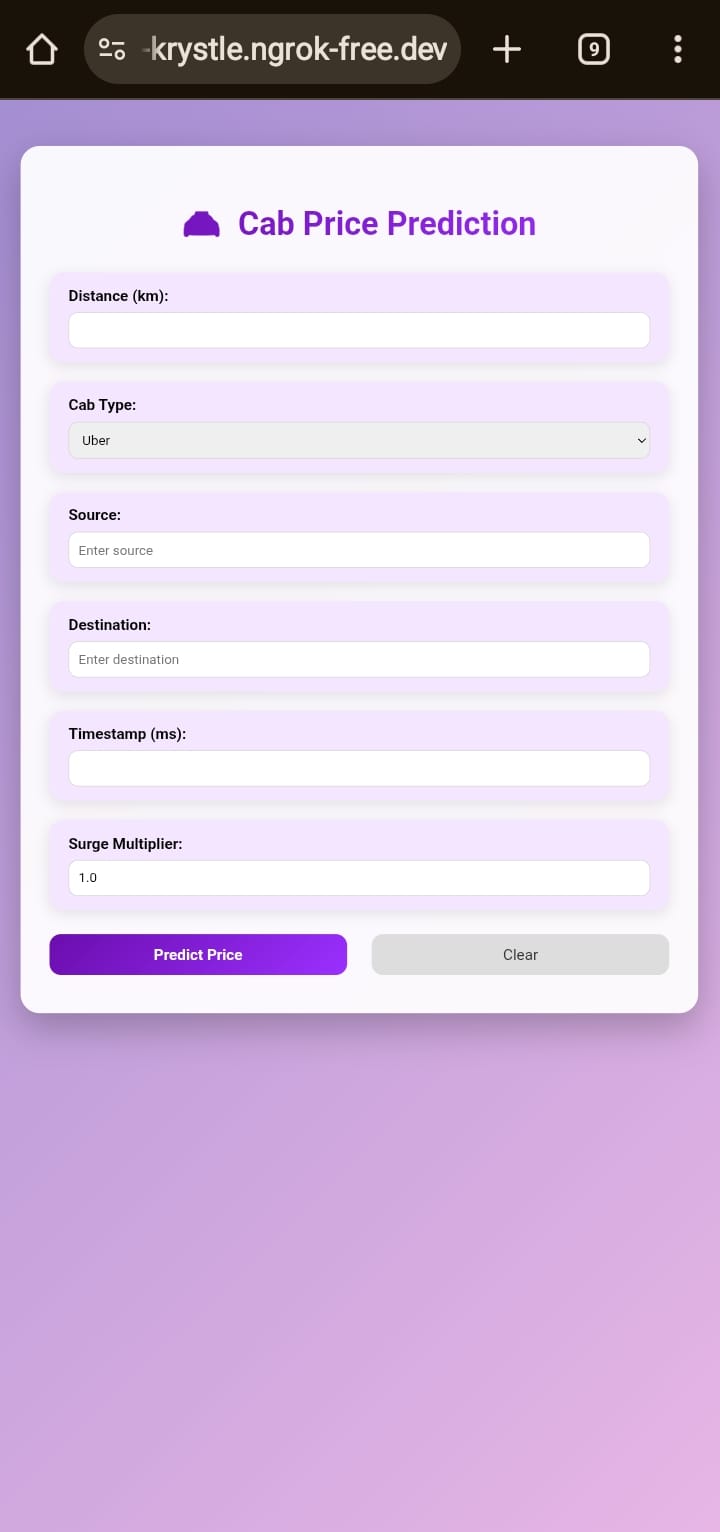 -krystle.ngrok-free.dev
9
Cab Price Prediction
Distance (km):
Cab Type:
Uber
Source:
Enter source
Destination:
Enter destination
Timestamp (ms):
Surge Multiplier:
1.0
Predict Price
Clear